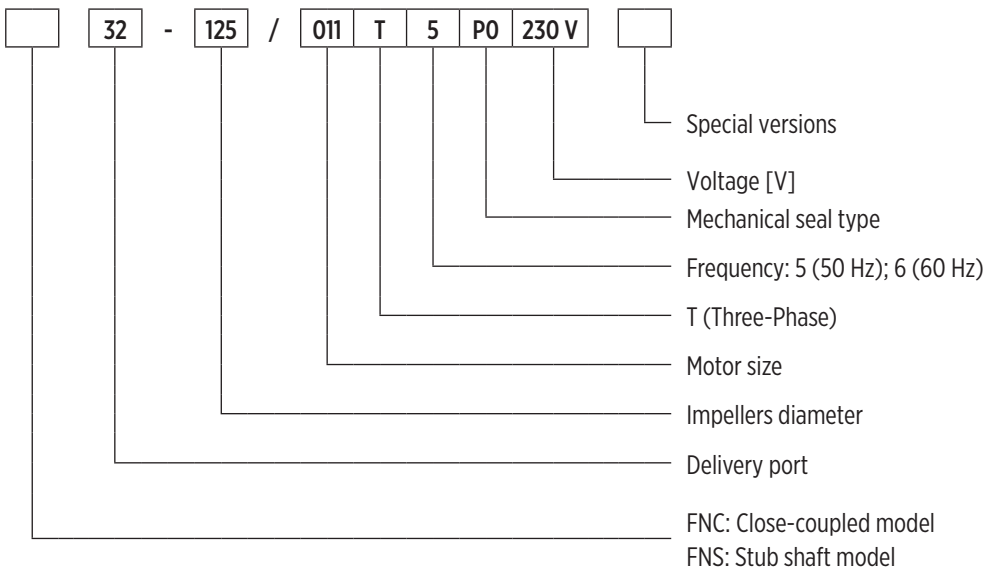 32 - 125 / 011 T 5 P0 230 V
Special versions
Voltage [V]
Mechanical seal type
Frequency: 5 (50 Hz); 6 (60 Hz)
T (Three-Phase)
Motor size
Impellers diameter
Delivery port
FNC: Close-coupled model
FNS: Stub shaft model